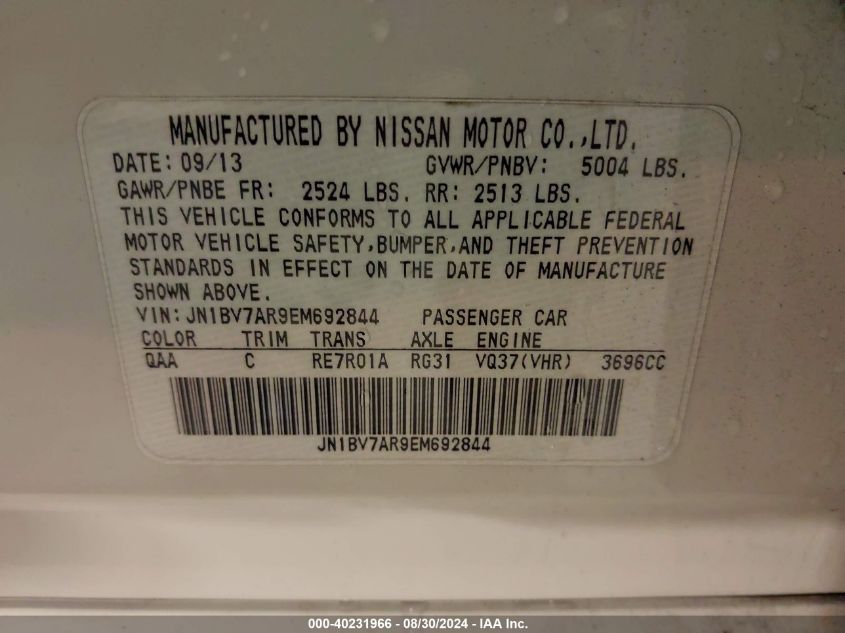 MANUFACTURED BY NISSAN MOTOR CO.,LTD.
DATE: 09/13 GVWR/PNBV: 5004 LBS.
GAWR/PNBE FR: 2524 LBS. RR: 2513 LBS.
THIS VEHICLE CONFORMS TO ALL APPLICABLE FEDERAL
MOTOR VEHICLE SAFETY,BUMPER,AND THEFT PREVENTION
STANDARDS IN EFFECT ON THE DATE OF MANUFACTURE
SHOWN ABOVE.
VIN: JN1BV7AR9EM692844 PASSENGER CAR
COLOR TRIM TRANS AXLE ENGINE
QAA C RE7R01A RG31 VQ37(VHR) 3696CC
JN1BV7AR9EM692844
000-40231966 - 08/30/2024 - IAA Inc.